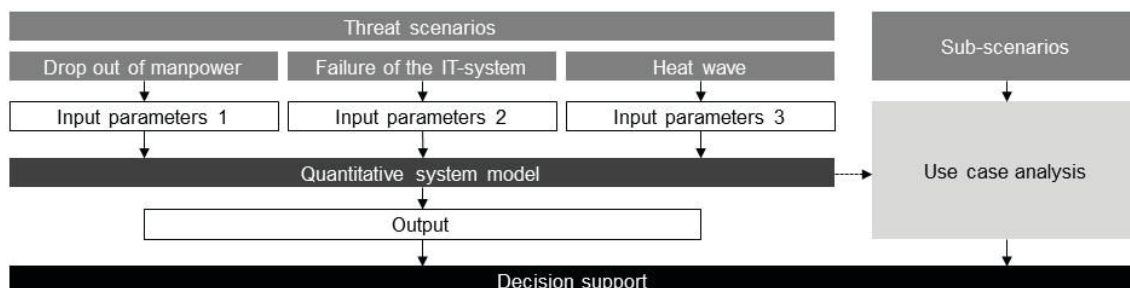 Threat scenarios
Sub-scenarios
Drop out of manpower
Failure of the IT-system
Heat wave
Input parameters 1
Input parameters 2
Input parameters 3
Quantitative system model
Use case analysis
Output
Decision support